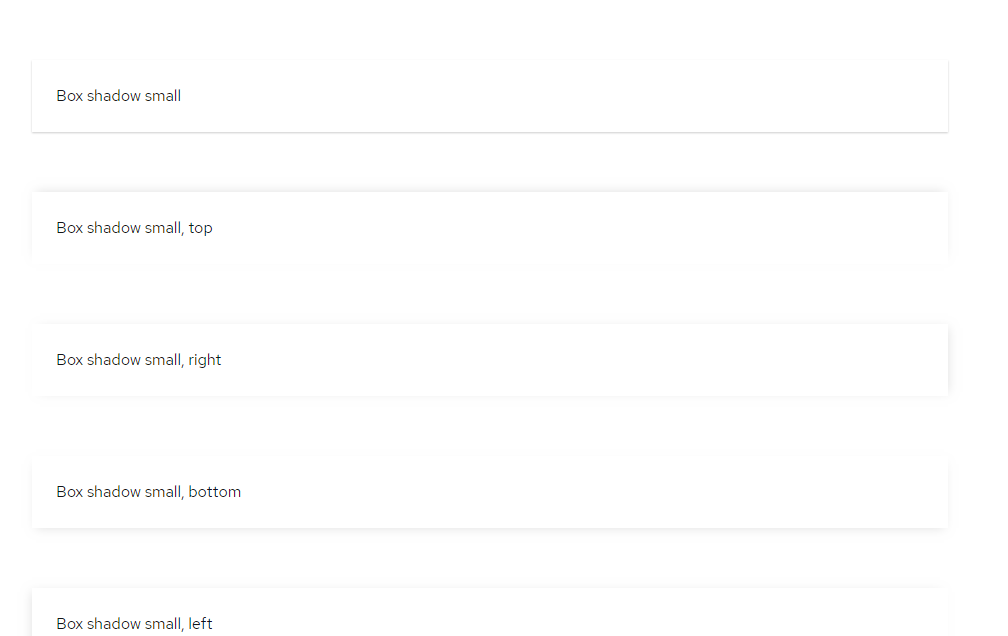 Box shadow small
Box shadow small, top
Box shadow small, right
Box shadow small, bottom
Box shadow small, left